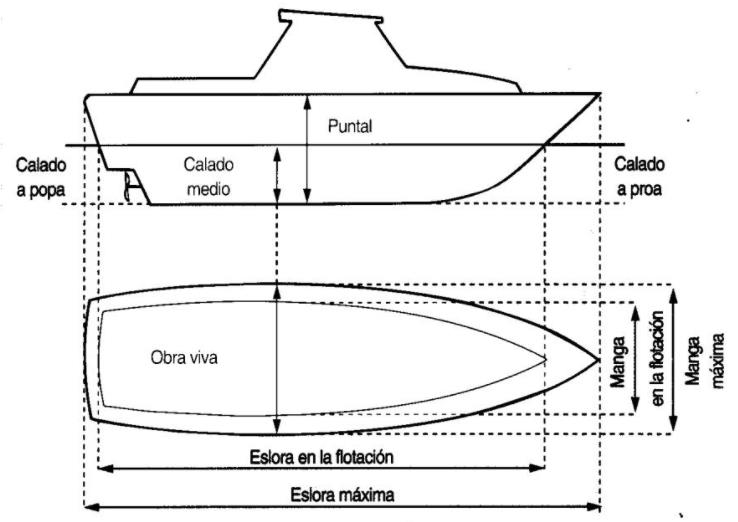 Puntal
Calado
a popa
Calado
medio
Calado
a proa
Obra viva
Manga
en la flotación
Manga
máxima
Eslora en la flotación
Eslora máxima